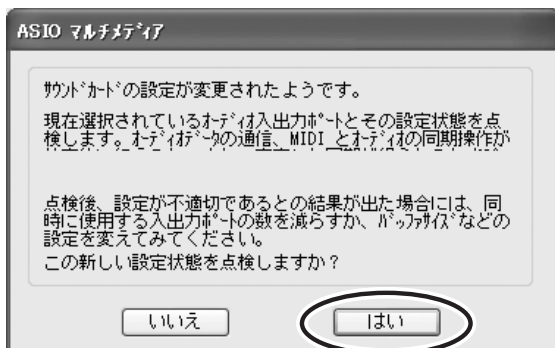 ASIO マルチメディア
サウンドカードの設定が変更されたようです。
現在選択されているオーディオ入出力ポートとその設定状態を点
検します。オーディオデータの通信、MIDI とオーディオの同期操作が
点検後、設定が不適切であるとの結果が出た場合には、同
時に使用する入出力ポートの数を減らすか、バッファサイズなどの
設定を変えてみてください。
この新しい設定状態を点検しますか？
いいえ
はい